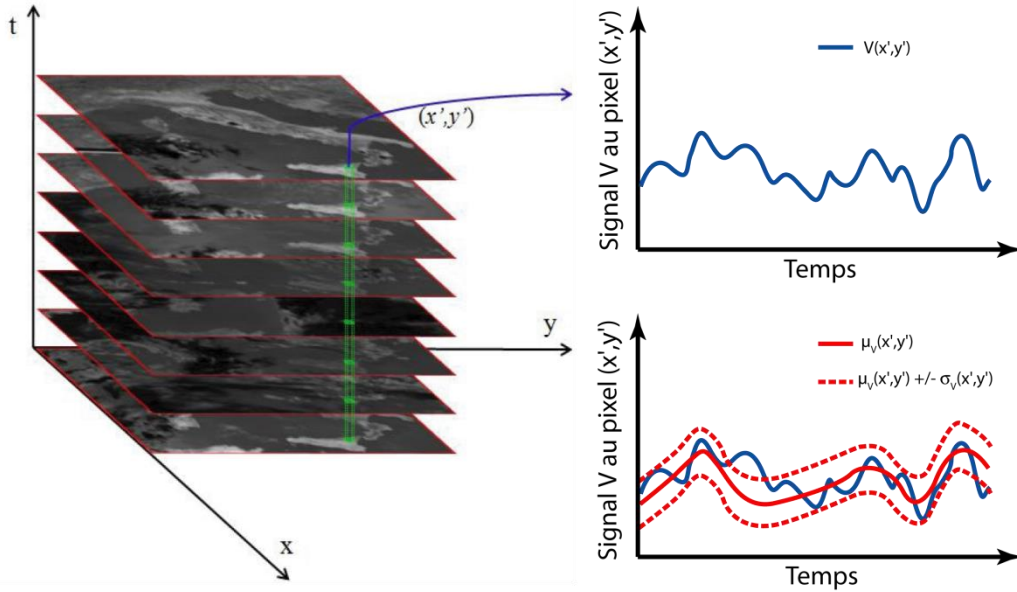 t
(x',y')
y
x
Signal V au pixel (x',y')
V(x',y')
Temps
Signal V au pixel (x',y')
μv(x',y')
μv(x',y') +/- σv(x',y')
Temps